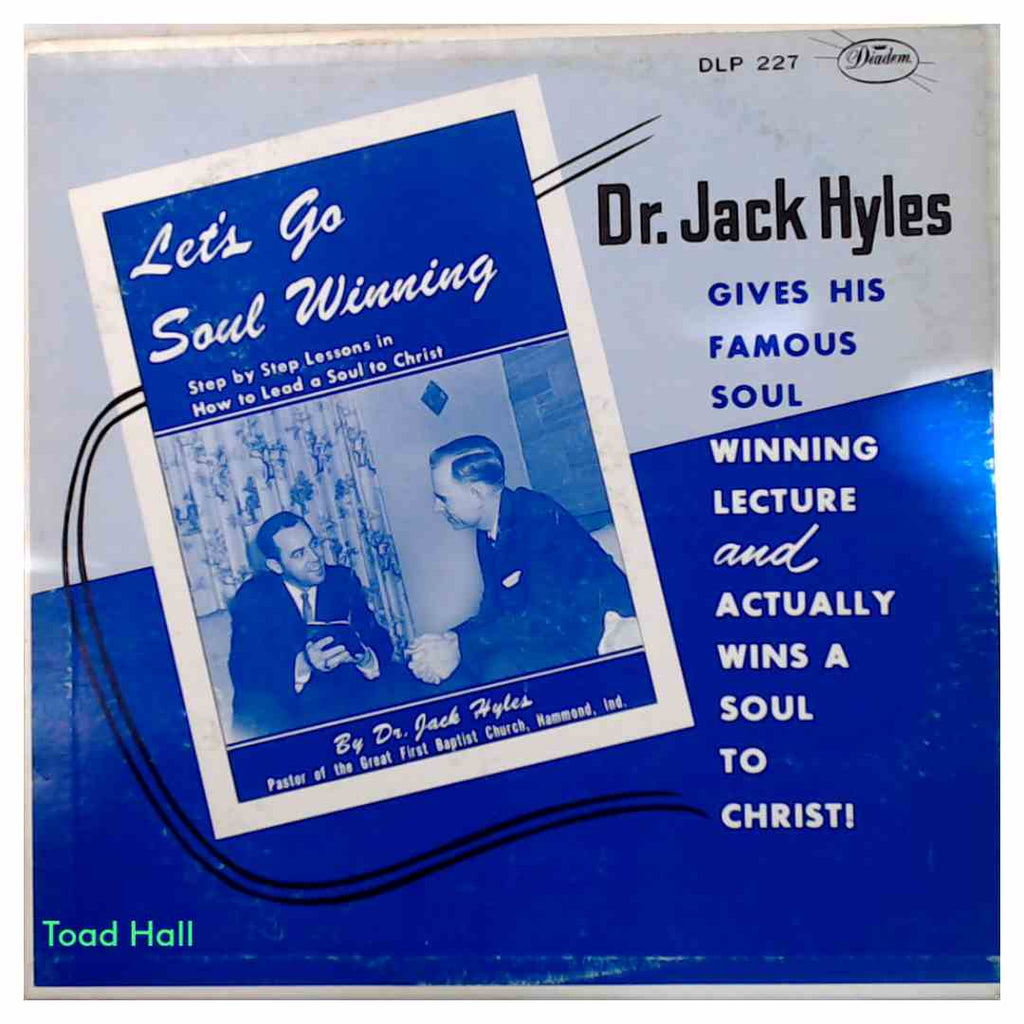 DLP 227 Diadem
Let's Go
Soul Winning
Step by Step Lessons in
How to Lead a Soul to Christ
By Dr. Jack Hyles
Pastor of the Great First Baptist Church, Hammond, Ind.
Dr. Jack Hyles
GIVES HIS
FAMOUS
SOUL
WINNING
LECTURE
and
ACTUALLY
WINS A
SOUL
TO
CHRIST!
Toad Hall